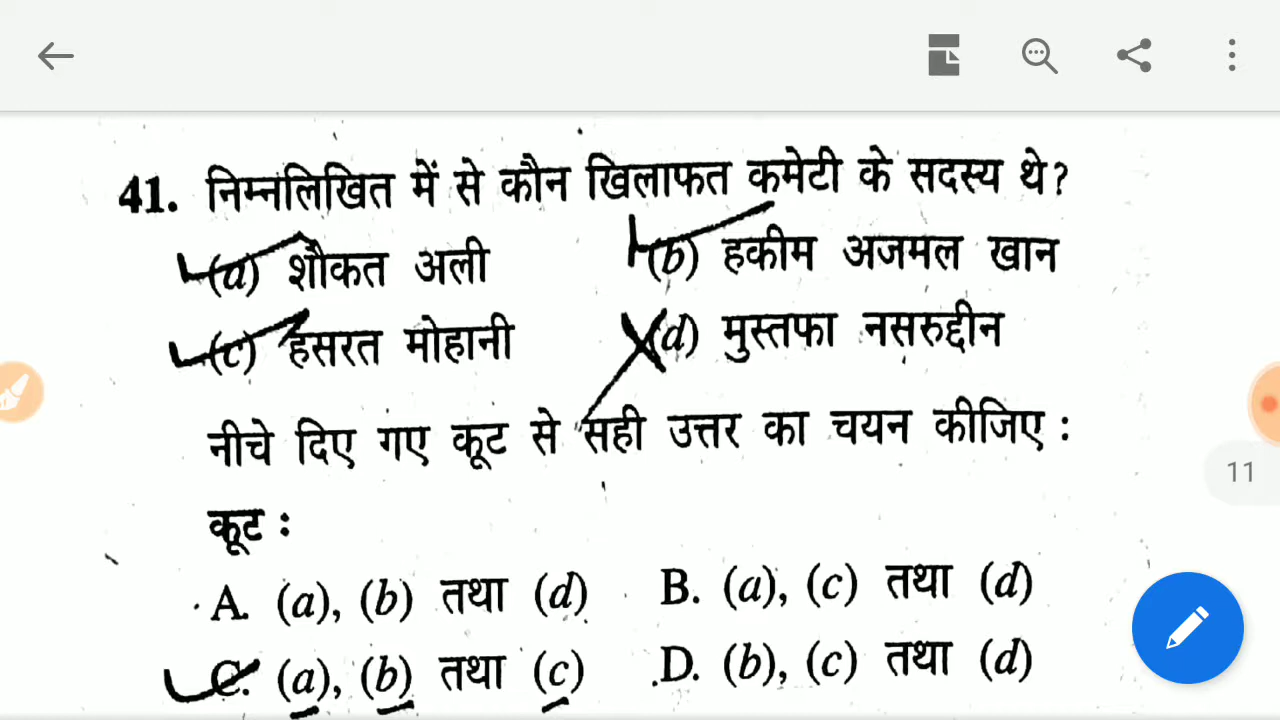 41. निम्नलिखित में से कौन खिलाफत कमेटी के सदस्य थे?
(a) शौकत अली (b) हकीम अजमल खान
(c) हसरत मोहानी (d) मुस्तफा नसरुद्दीन
नीचे दिए गए कूट से सही उत्तर का चयन कीजिए :
11
कूट :
A. (a), (b) तथा (d) B. (a), (c) तथा (d)
C. (a), (b) तथा (c) D. (b), (c) तथा (d)